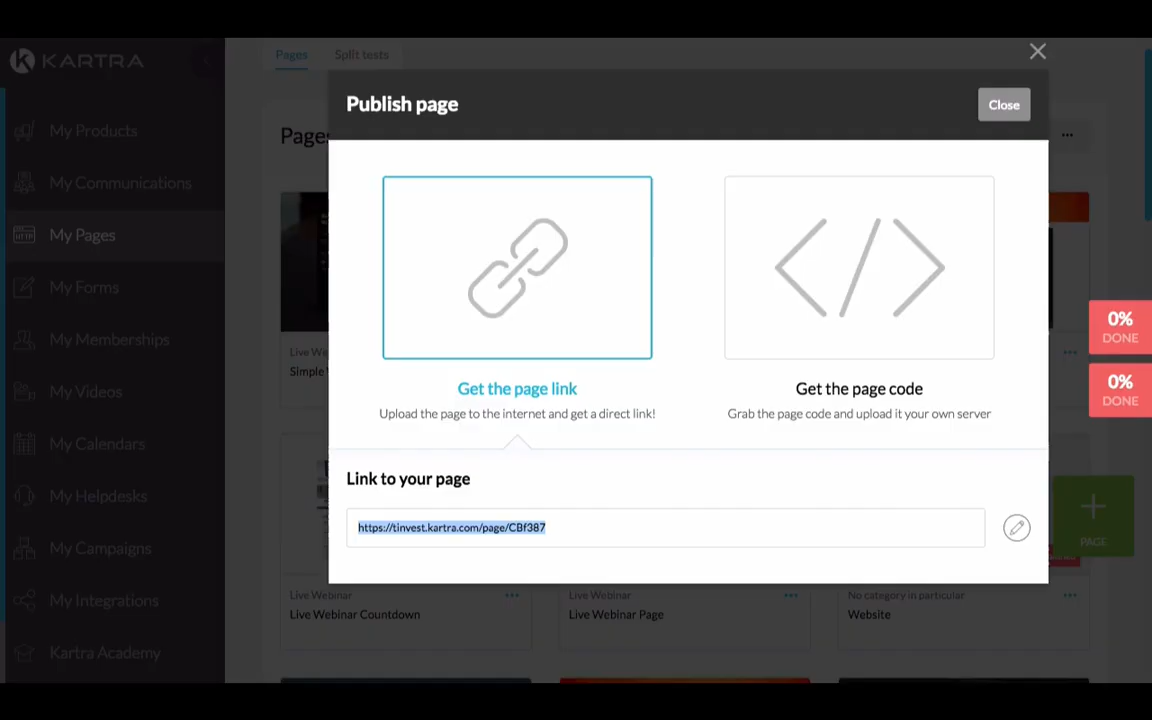 KARTRA
My Products
My Communications
My Pages
My Forms
My Memberships
My Videos
My Calendars
My Helpdesks
My Campaigns
My Integrations
Kartra Academy
Pages Split tests
Pages
Publish page
Close
Get the page link
Upload the page to the internet and get a direct link!
Get the page code
Grab the page code and upload it your own server
Link to your page
https://tinvest.kartra.com/page/CBf387
0%
DONE
0%
DONE
PAGE
Simple
Live Webinar
Live Webinar Countdown
Live Webinar
Live Webinar Page
No category in particular
Website